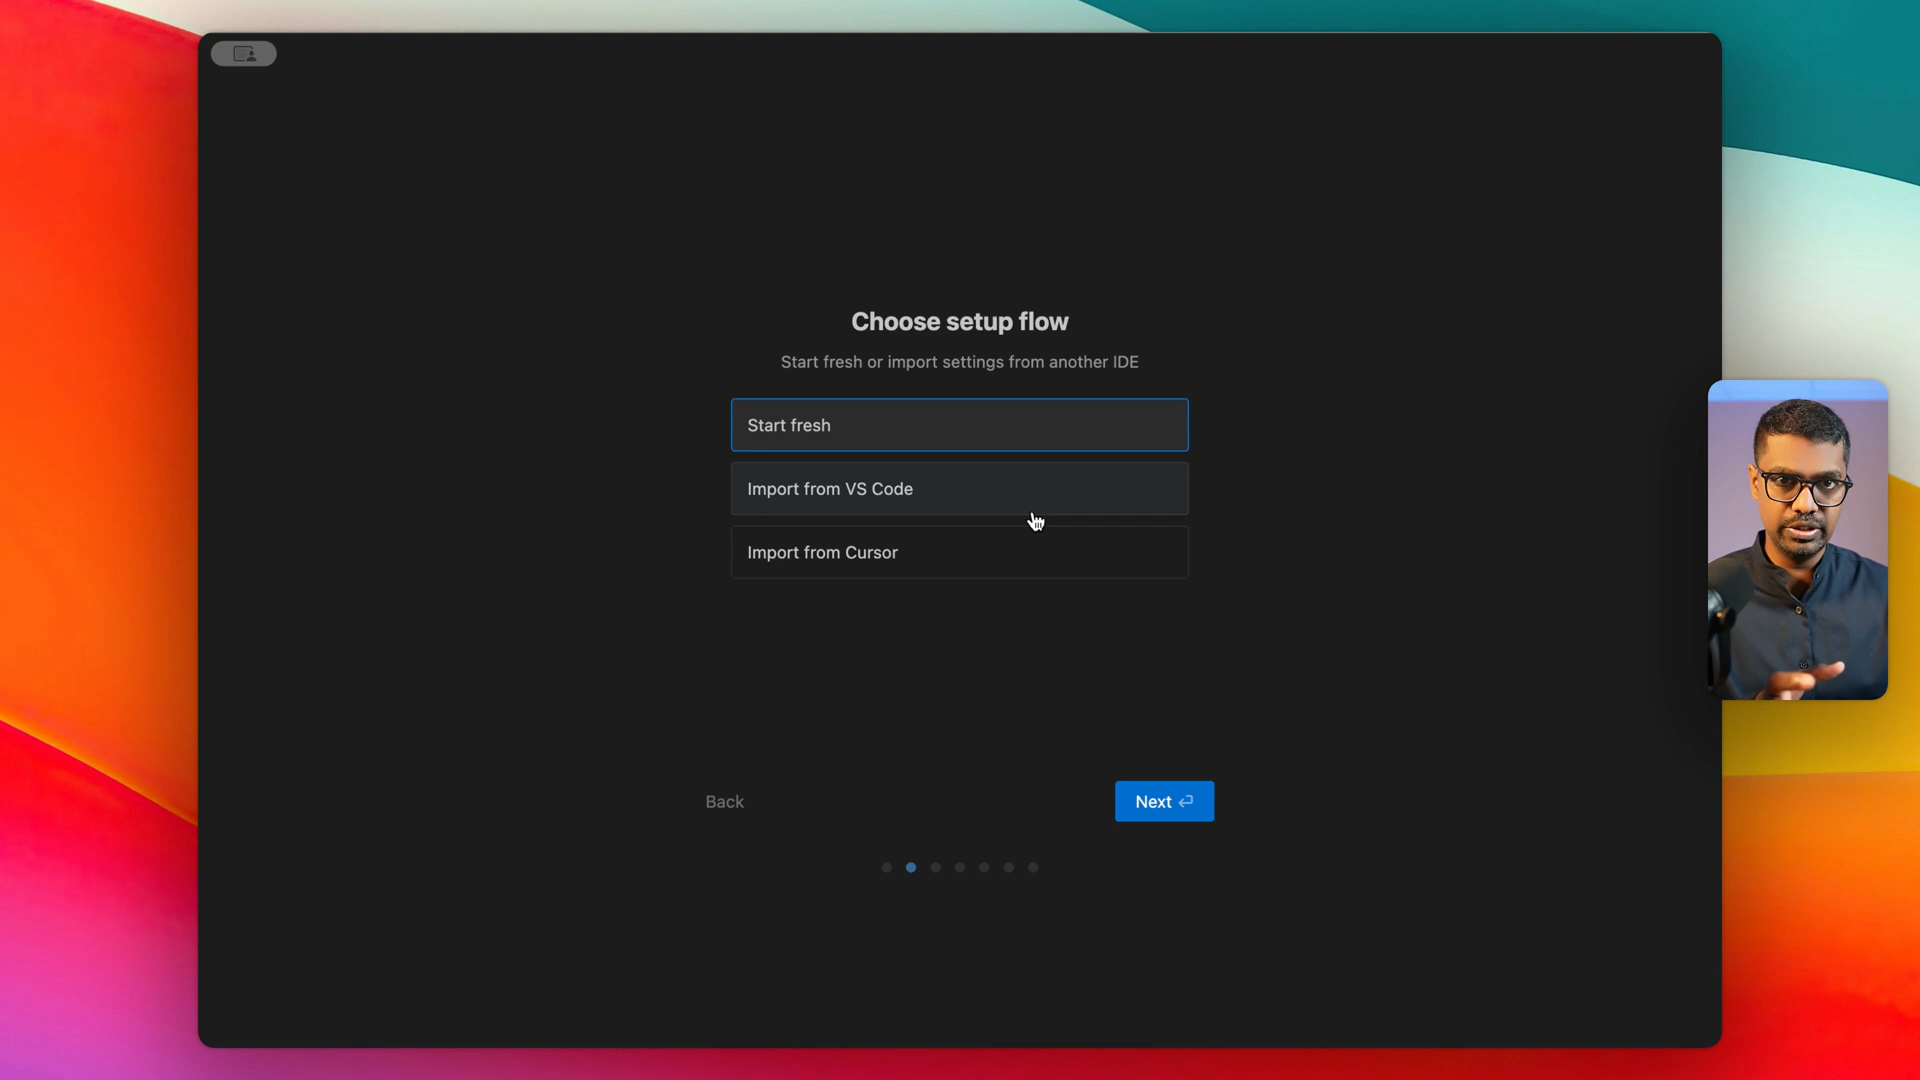 Choose setup flow
Start fresh or import settings from another IDE
Start fresh
Import from VS Code
Import from Cursor
Back
Next